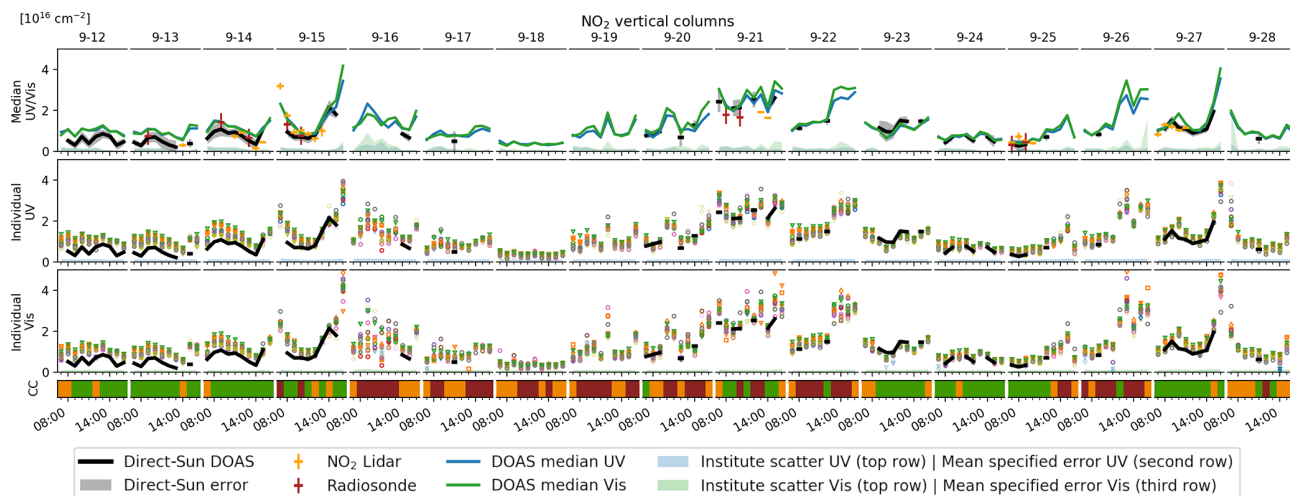 [10¹⁶ cm⁻²]
NO₂ vertical columns
9-12 9-13 9-14 9-15 9-16 9-17 9-18 9-19 9-20 9-21 9-22 9-23 9-24 9-25 9-26 9-27 9-28
Median
UV/Vis
4
2
0
Individual
UV
4
2
0
Individual
Vis
4
2
0
CC
08:00 14:00 08:00 14:00 08:00 14:00 08:00 14:00 08:00 14:00 08:00 14:00 08:00 14:00 08:00 14:00 08:00 14:00 08:00 14:00 08:00 14:00 08:00 14:00 08:00 14:00 08:00 14:00 08:00 14:00 08:00 14:00 08:00 14:00
Direct-Sun DOAS NO₂ Lidar DOAS median UV Institute scatter UV (top row) | Mean specified error UV (second row)
Direct-Sun error Radiosonde DOAS median Vis Institute scatter Vis (top row) | Mean specified error Vis (third row)